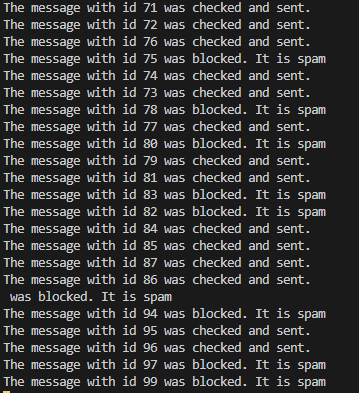 The message with id 71 was checked and sent.
The message with id 72 was checked and sent.
The message with id 76 was checked and sent.
The message with id 75 was blocked. It is spam
The message with id 74 was checked and sent.
The message with id 73 was checked and sent.
The message with id 78 was blocked. It is spam
The message with id 77 was checked and sent.
The message with id 80 was blocked. It is spam
The message with id 79 was checked and sent.
The message with id 81 was checked and sent.
The message with id 83 was blocked. It is spam
The message with id 82 was blocked. It is spam
The message with id 84 was checked and sent.
The message with id 85 was checked and sent.
The message with id 87 was checked and sent.
The message with id 86 was checked and sent.
 was blocked. It is spam
The message with id 94 was blocked. It is spam
The message with id 95 was checked and sent.
The message with id 96 was checked and sent.
The message with id 97 was blocked. It is spam
The message with id 99 was blocked. It is spam